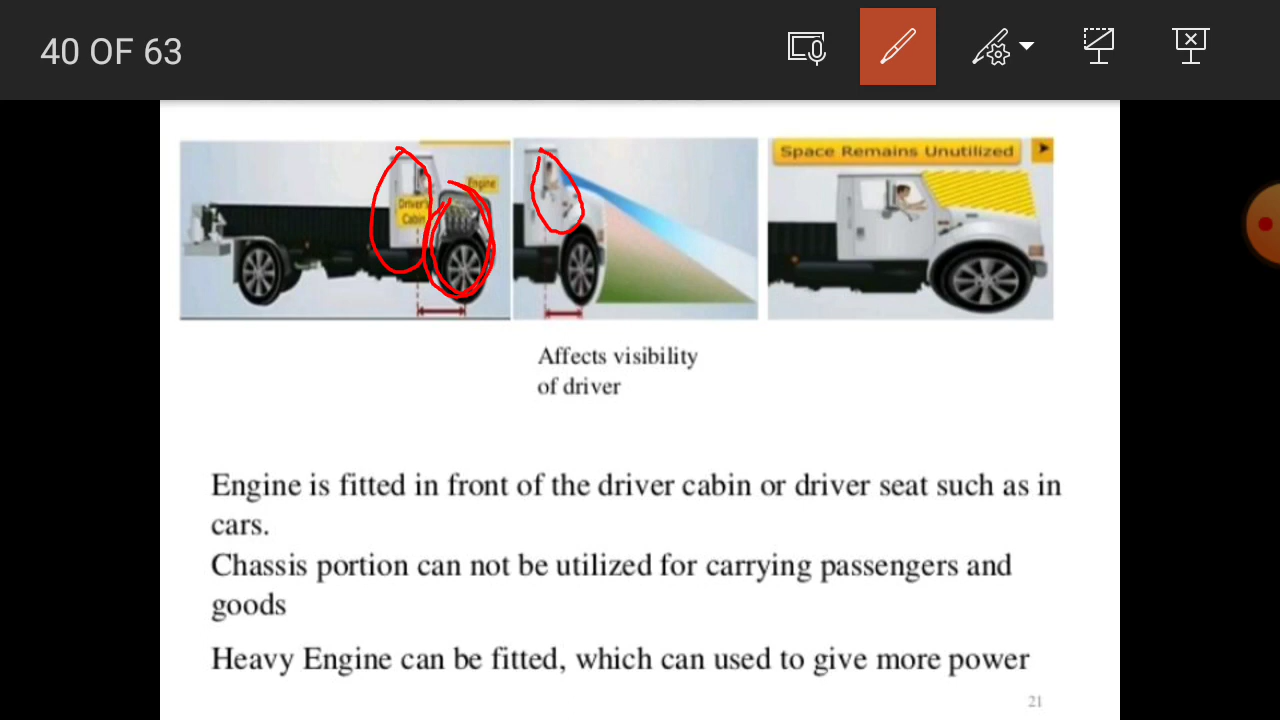 40 OF 63
Space Remains Unutilized
Engine
Driver's
Cabin
Affects visibility
of driver
Engine is fitted in front of the driver cabin or driver seat such as in
cars.
Chassis portion can not be utilized for carrying passengers and
goods
Heavy Engine can be fitted, which can used to give more power
21